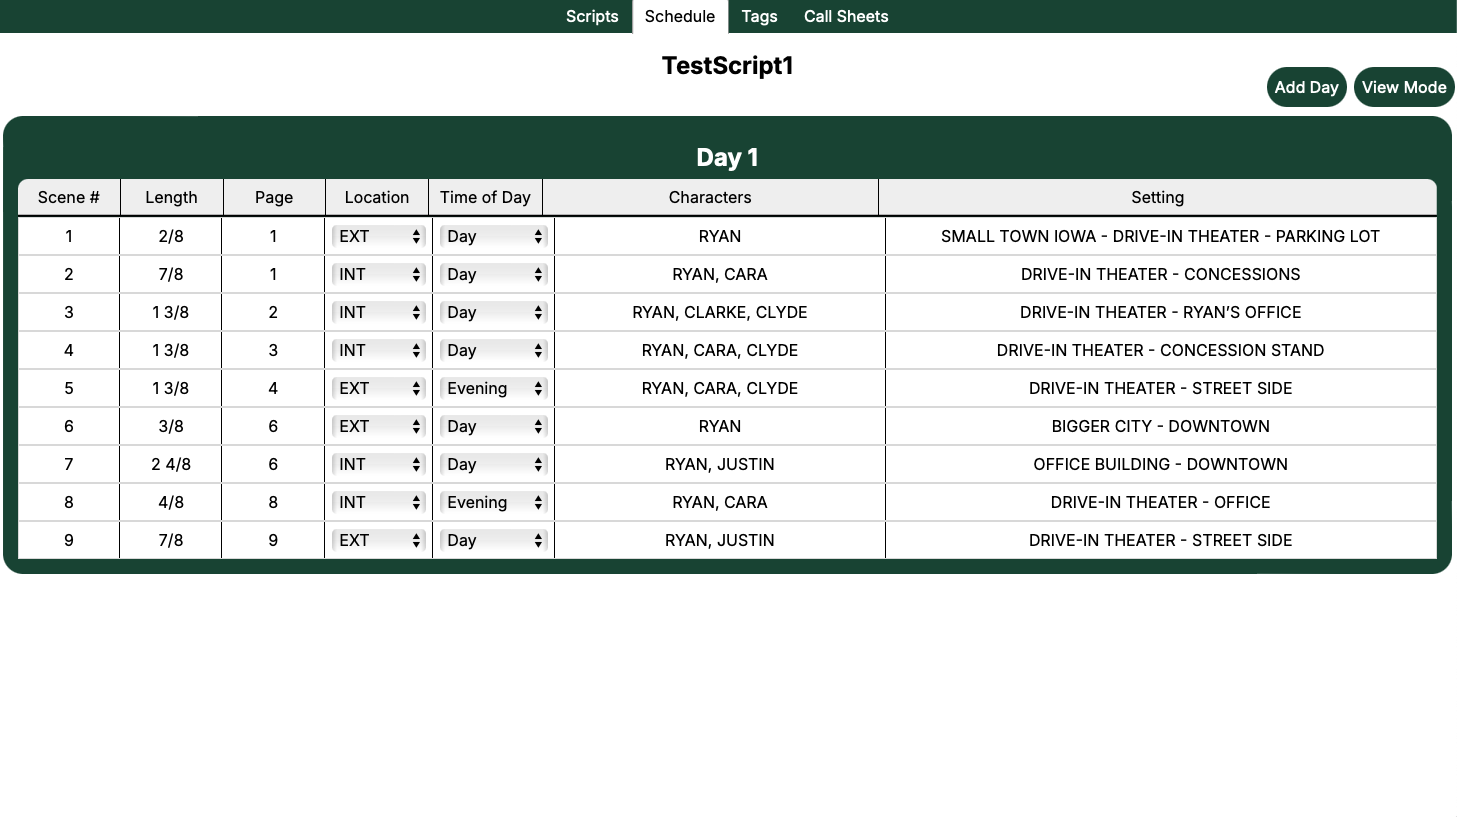 Scripts Schedule Tags Call Sheets
TestScript1
Add Day View Mode
Day 1
Scene # Length Page Location Time of Day Characters Setting
1 2/8 1 EXT Day RYAN SMALL TOWN IOWA - DRIVE-IN THEATER - PARKING LOT
2 7/8 1 INT Day RYAN, CARA DRIVE-IN THEATER - CONCESSIONS
3 1 3/8 2 INT Day RYAN, CLARKE, CLYDE DRIVE-IN THEATER - RYAN’S OFFICE
4 1 3/8 3 INT Day RYAN, CARA, CLYDE DRIVE-IN THEATER - CONCESSION STAND
5 1 3/8 4 EXT Evening RYAN, CARA, CLYDE DRIVE-IN THEATER - STREET SIDE
6 3/8 6 EXT Day RYAN BIGGER CITY - DOWNTOWN
7 2 4/8 6 INT Day RYAN, JUSTIN OFFICE BUILDING - DOWNTOWN
8 4/8 8 INT Evening RYAN, CARA DRIVE-IN THEATER - OFFICE
9 7/8 9 EXT Day RYAN, JUSTIN DRIVE-IN THEATER - STREET SIDE